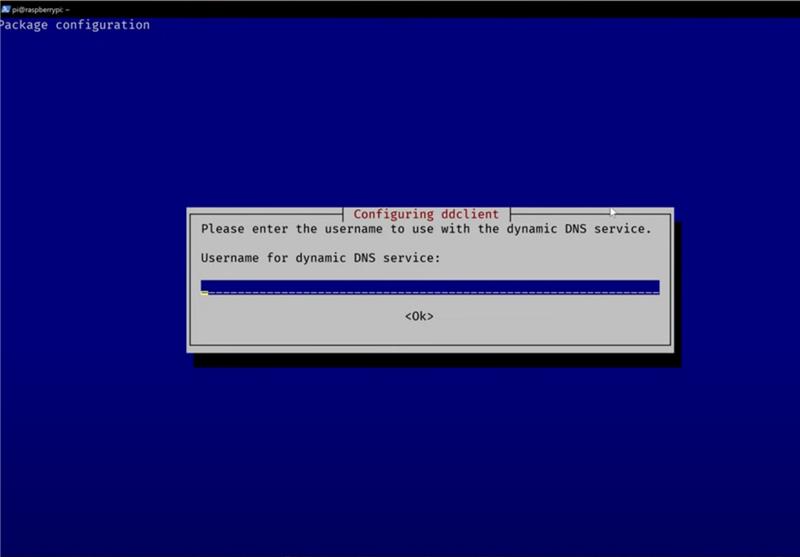 pi@raspberrypi: ~
Package configuration
Configuring ddclient
Please enter the username to use with the dynamic DNS service.
Username for dynamic DNS service:
<Ok>